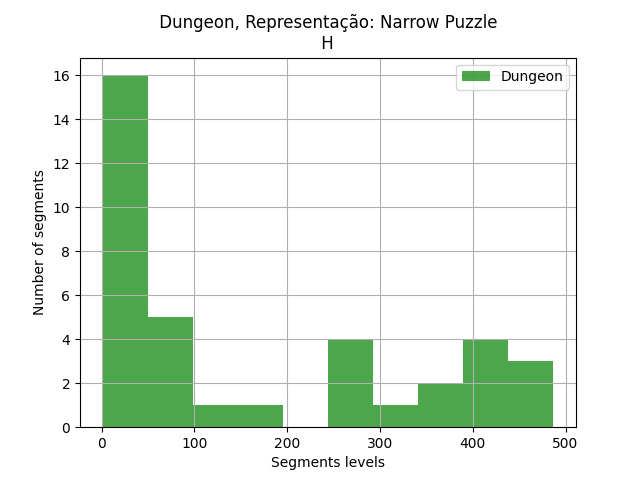 Dungeon, Representação: Narrow Puzzle
H
Dungeon
16
14
12
10
8
6
4
2
0
Number of segments
0 100 200 300 400 500
Segments levels